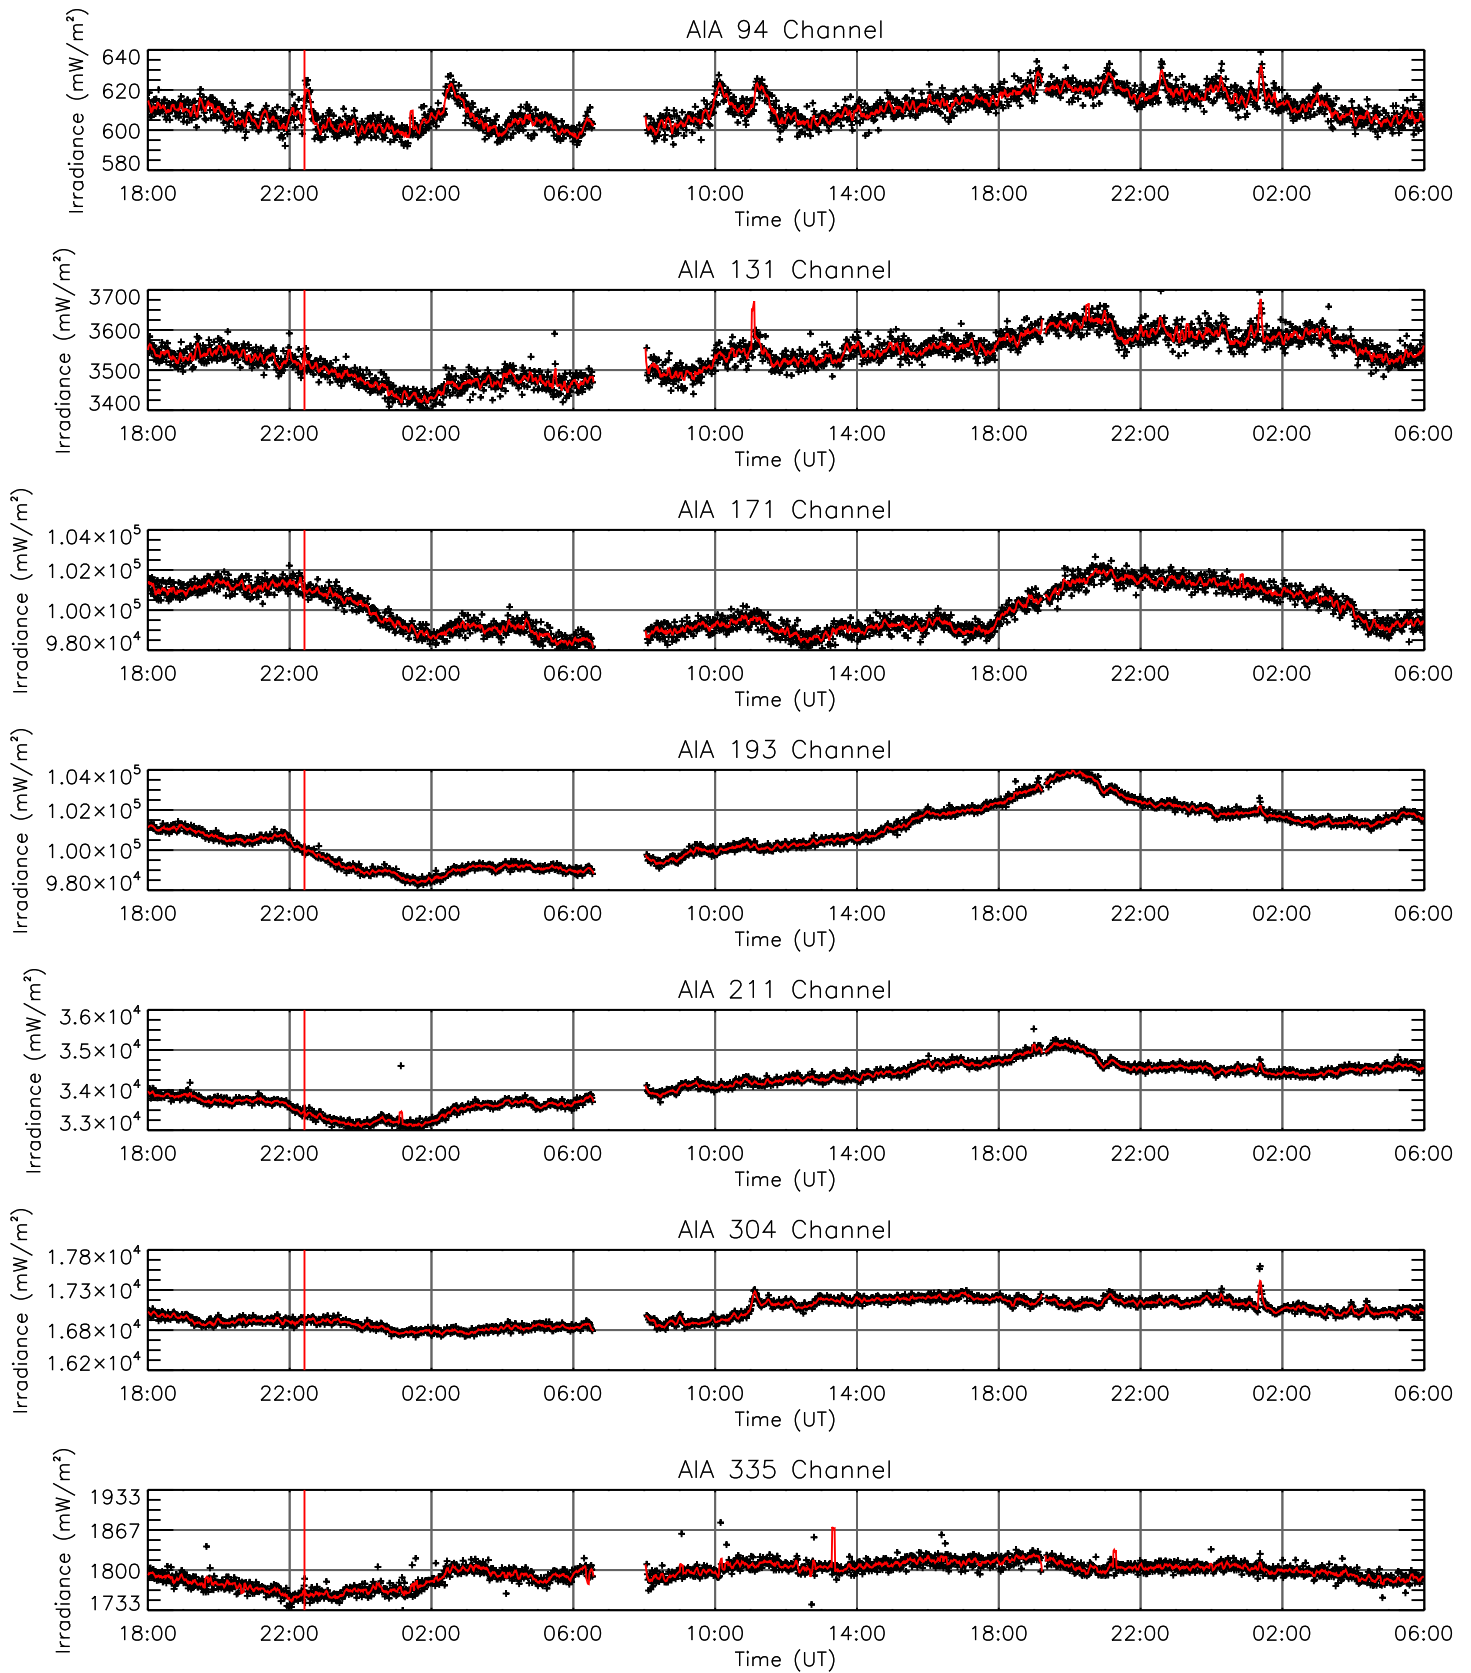 AIA 94 Channel
Irradiance (mW/m²)
640
620
600
580
18:00 22:00 02:00 06:00 10:00 14:00 18:00 22:00 02:00 06:00
Time (UT)
AIA 131 Channel
Irradiance (mW/m²)
3700
3600
3500
3400
18:00 22:00 02:00 06:00 10:00 14:00 18:00 22:00 02:00 06:00
Time (UT)
AIA 171 Channel
Irradiance (mW/m²)
1.04×10⁵
1.02×10⁵
1.00×10⁵
9.80×10⁴
18:00 22:00 02:00 06:00 10:00 14:00 18:00 22:00 02:00 06:00
Time (UT)
AIA 193 Channel
Irradiance (mW/m²)
1.04×10⁵
1.02×10⁵
1.00×10⁵
9.80×10⁴
18:00 22:00 02:00 06:00 10:00 14:00 18:00 22:00 02:00 06:00
Time (UT)
AIA 211 Channel
Irradiance (mW/m²)
3.6×10⁴
3.5×10⁴
3.4×10⁴
3.3×10⁴
18:00 22:00 02:00 06:00 10:00 14:00 18:00 22:00 02:00 06:00
Time (UT)
AIA 304 Channel
Irradiance (mW/m²)
1.78×10⁴
1.73×10⁴
1.68×10⁴
1.62×10⁴
18:00 22:00 02:00 06:00 10:00 14:00 18:00 22:00 02:00 06:00
Time (UT)
AIA 335 Channel
Irradiance (mW/m²)
1933
1867
1800
1733
18:00 22:00 02:00 06:00 10:00 14:00 18:00 22:00 02:00 06:00
Time (UT)